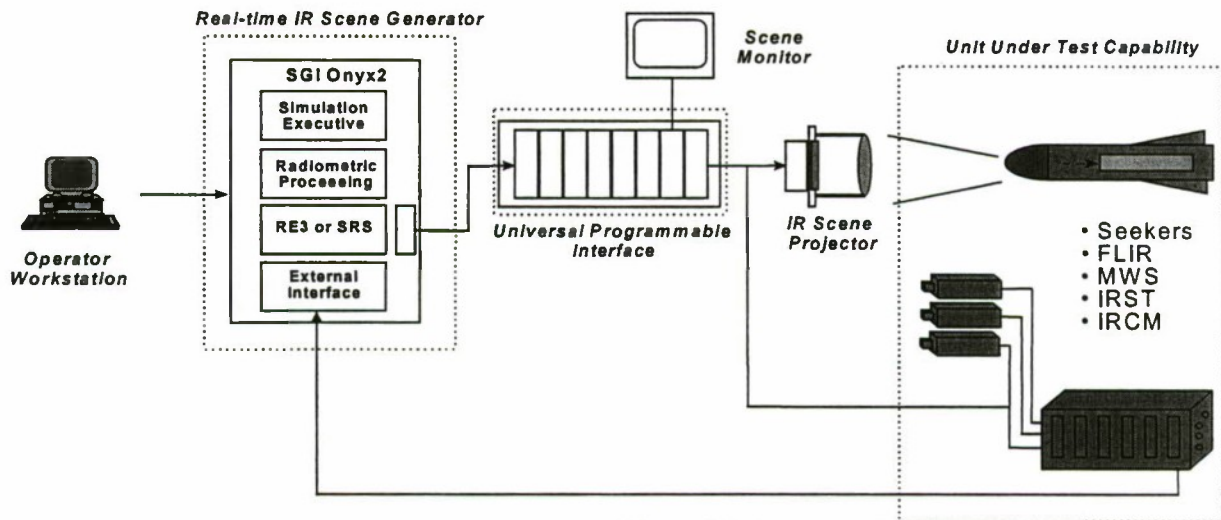 Real-time IR Scene Generator
SGI Onyx2
Simulation
Executive
Radiometric
Processing
RE3 or SRS
External
Interface
Operator
Workstation
Scene
Monitor
Universal Programmable
Interface
IR Scene
Projector
Unit Under Test Capability
• Seekers
• FLIR
• MWS
• IRST
• IRCM